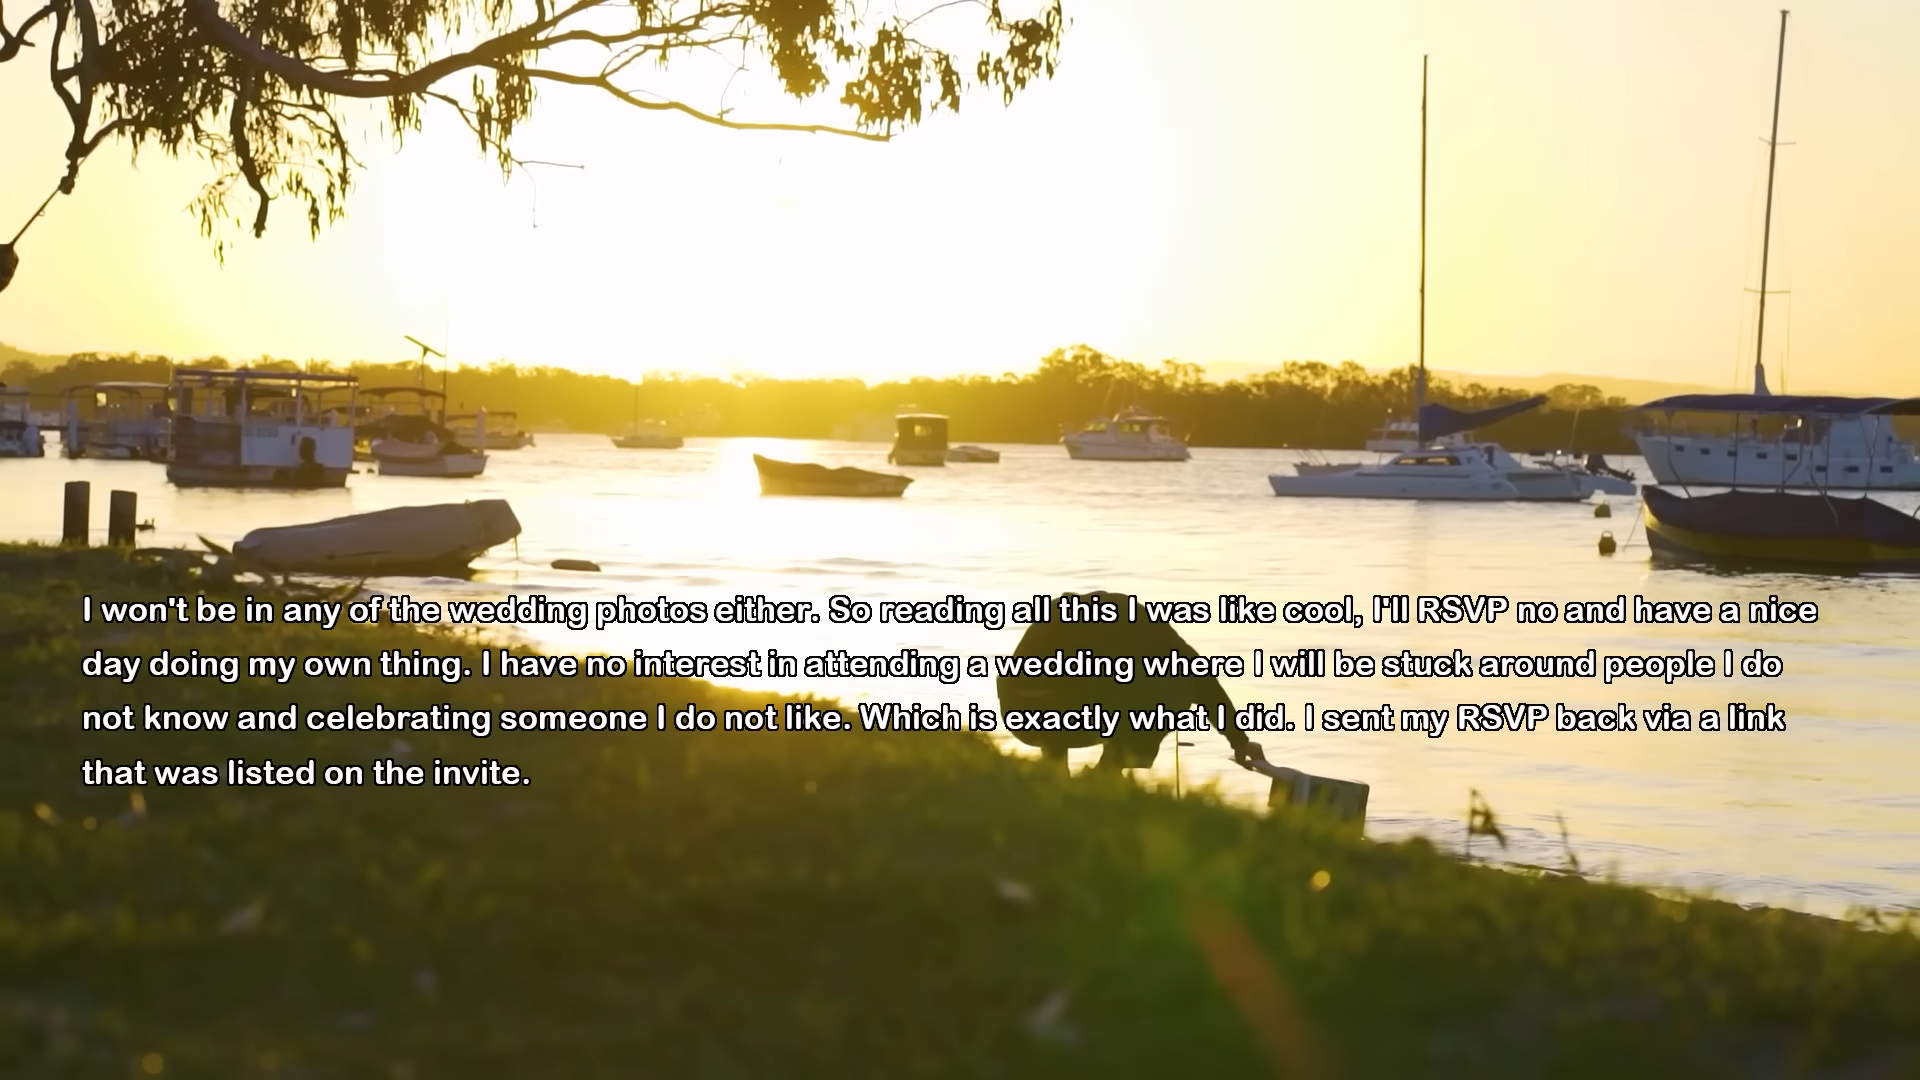 I won't be in any of the wedding photos either. So reading all this I was like cool, I'll RSVP no and have a nice
day doing my own thing. I have no interest in attending a wedding where I will be stuck around people I do
not know and celebrating someone I do not like. Which is exactly what I did. I sent my RSVP back via a link
that was listed on the invite.